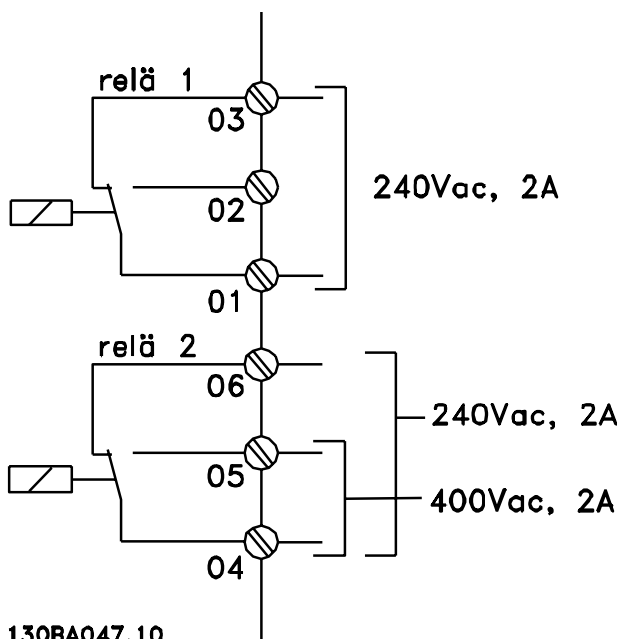 relä 1
03
02
240Vac, 2A
01
relä 2
06
240Vac, 2A
05
400Vac, 2A
04
130BA047.10